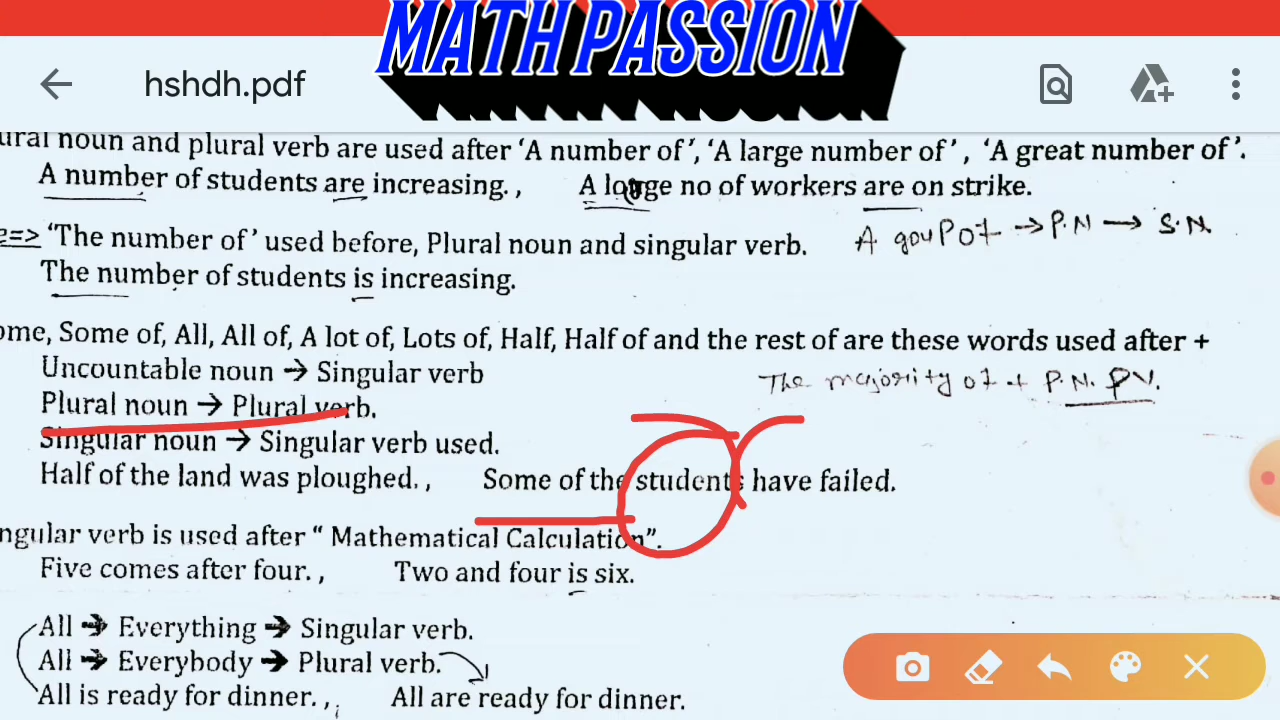 MATH PASSION
hshdh.pdf
ural noun and plural verb are used after ‘A number of’, ‘A large number of’ , ‘A great number of’.
A number of students are increasing. ,      A large no of workers are on strike.
e=> ‘The number of’ used before, Plural noun and singular verb.      A gouP of → P.N → S.N.
The number of students is increasing.
ome, Some of, All, All of, A lot of, Lots of, Half, Half of and the rest of are these words used after +
Uncountable noun → Singular verb      The majority of + P.N. PV.
Plural noun → Plural verb.
Singular noun → Singular verb used.
Half of the land was ploughed. ,      Some of the students have failed.
ngular verb is used after “ Mathematical Calculation”.
Five comes after four. ,      Two and four is six.
All → Everything → Singular verb.
All → Everybody → Plural verb.
All is ready for dinner. ,      All are ready for dinner.